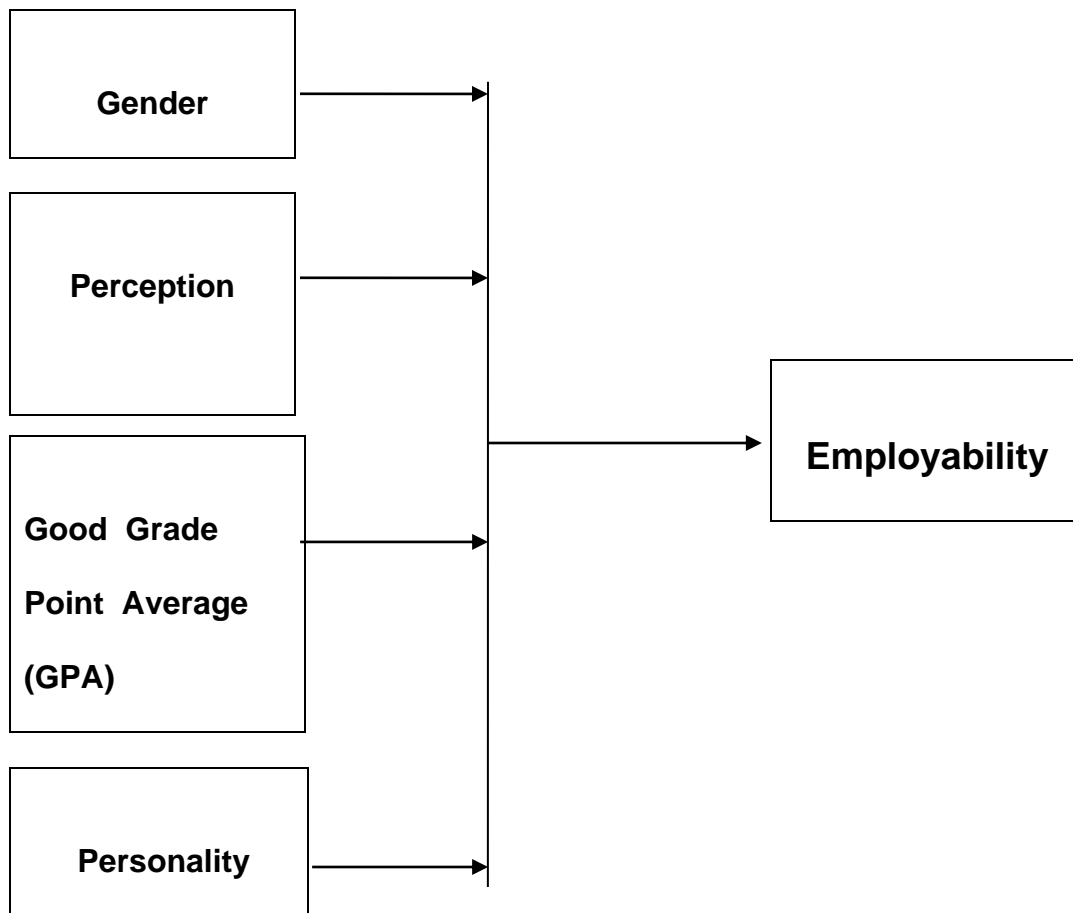 Gender
Perception
Employability
Good Grade
Point Average
(GPA)
Personality